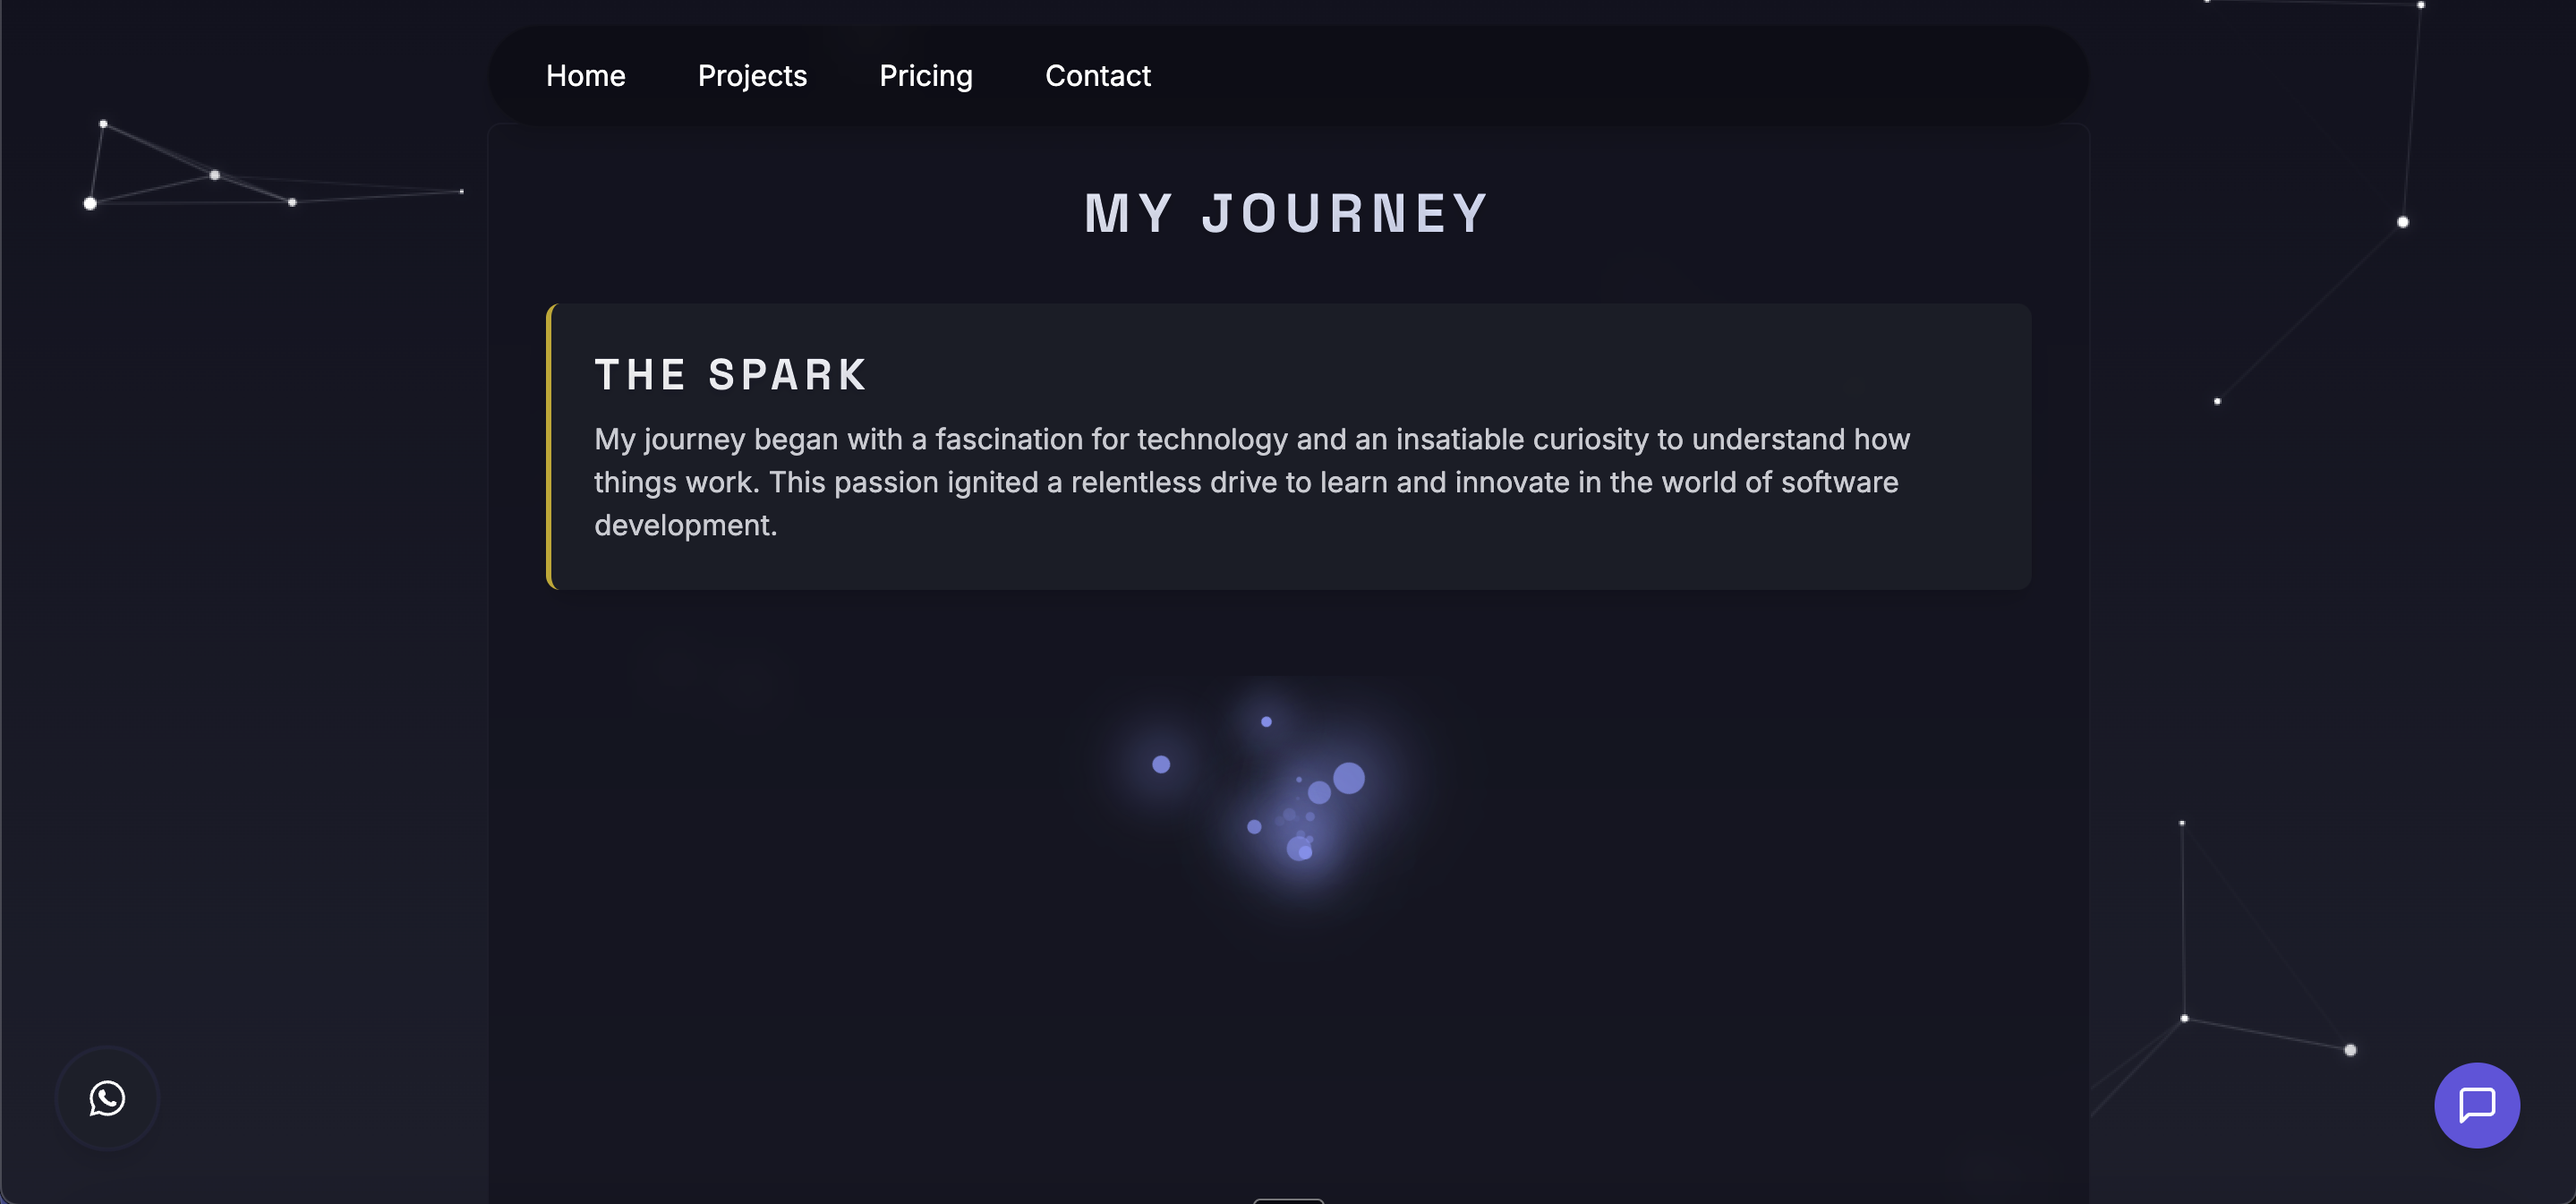 Home Projects Pricing Contact
MY JOURNEY
THE SPARK
My journey began with a fascination for technology and an insatiable curiosity to understand how
things work. This passion ignited a relentless drive to learn and innovate in the world of software
development.